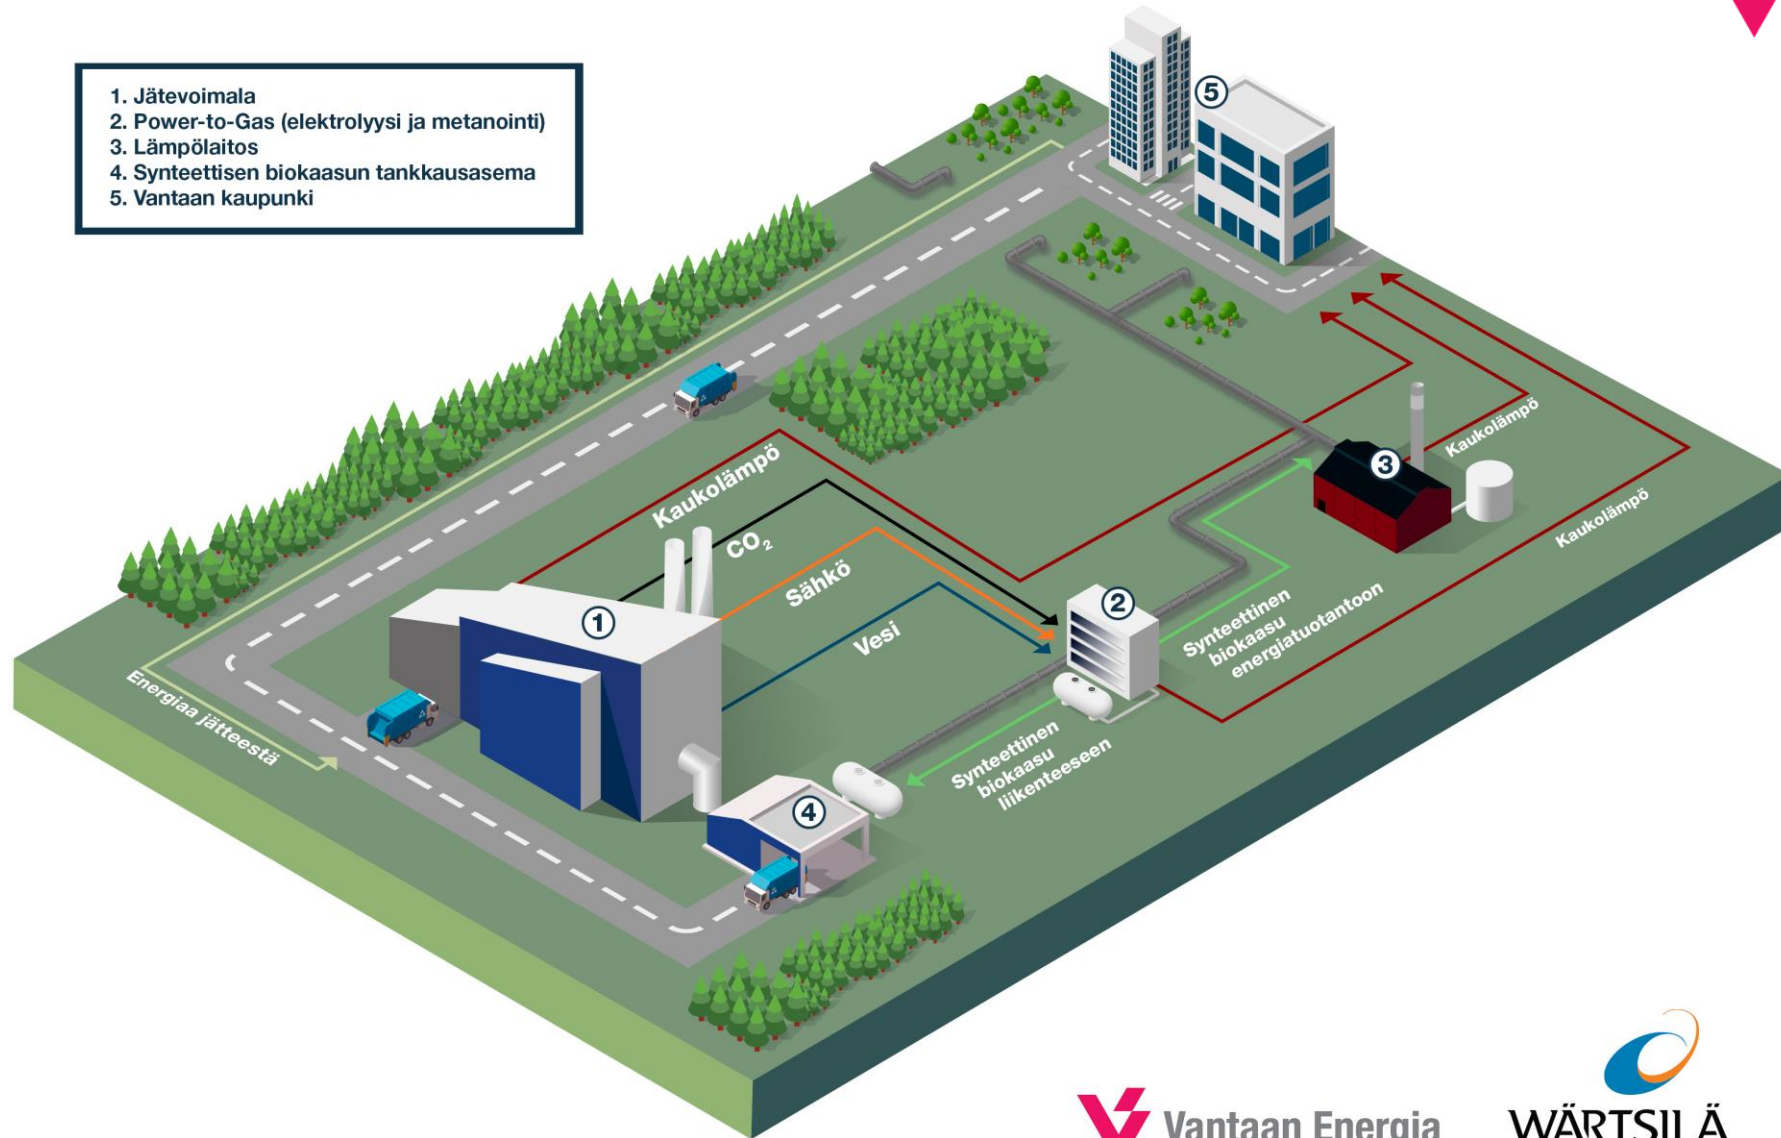 1. Jätevoimala
2. Power-to-Gas (elektrolyysi ja metanointi)
3. Lämpölaitos
4. Synteettisen biokaasun tankkausasema
5. Vantaan kaupunki
5
3
Kaukolämpö
Kaukolämpö
Kaukolämpö
CO₂
Sähkö
Vesi
1
2
Synteettinen
biokaasu
energiatuotantoon
Energiaa jätteestä
Synteettinen
biokaasu
liikenteeseen
4
Vantaan Energia
WÄRTSILÄ